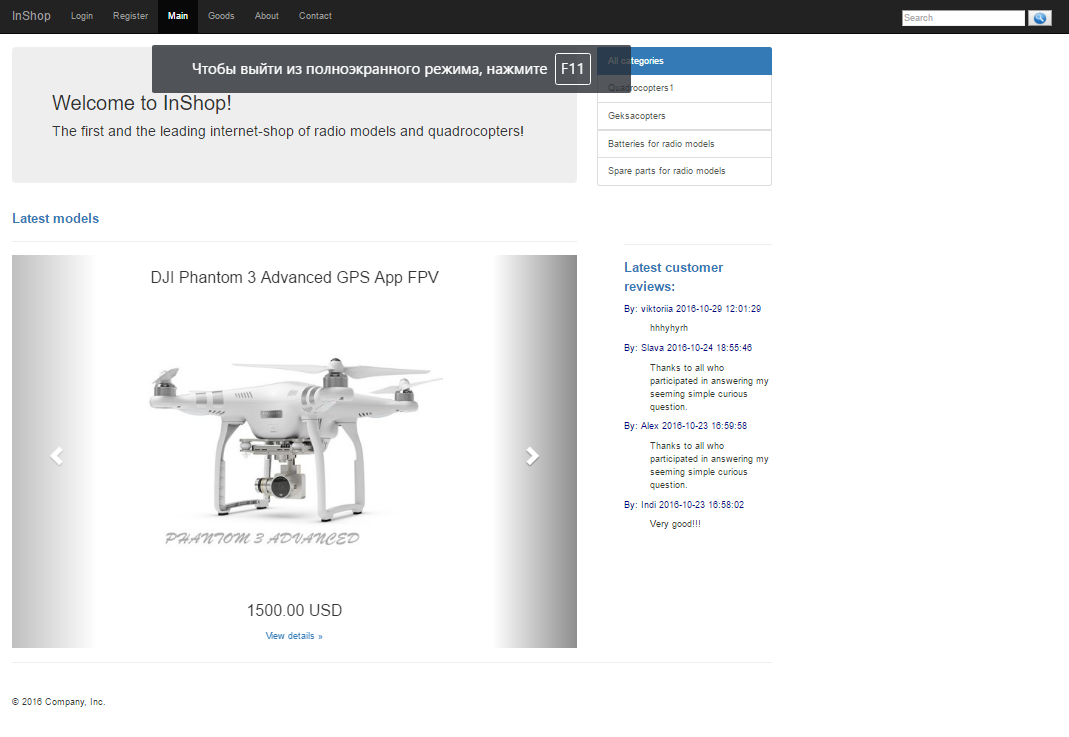 InShop Login Register Main Goods About Contact Search
Чтобы выйти из полноэкранного режима, нажмите F11
Welcome to InShop!
The first and the leading internet-shop of radio models and quadrocopters!
All categories
Quadrocopters1
Geksacopters
Batteries for radio models
Spare parts for radio models
Latest models
DJI Phantom 3 Advanced GPS App FPV
PHANTOM 3 ADVANCED
1500.00 USD
View details »
Latest customer
reviews:
By: viktoriia 2016-10-29 12:01:29
hhhyhyrh
By: Slava 2016-10-24 18:55:46
Thanks to all who
participated in answering my
seeming simple curious
question.
By: Alex 2016-10-23 16:59:58
Thanks to all who
participated in answering my
seeming simple curious
question.
By: Indi 2016-10-23 16:58:02
Very good!!!
© 2016 Company, Inc.